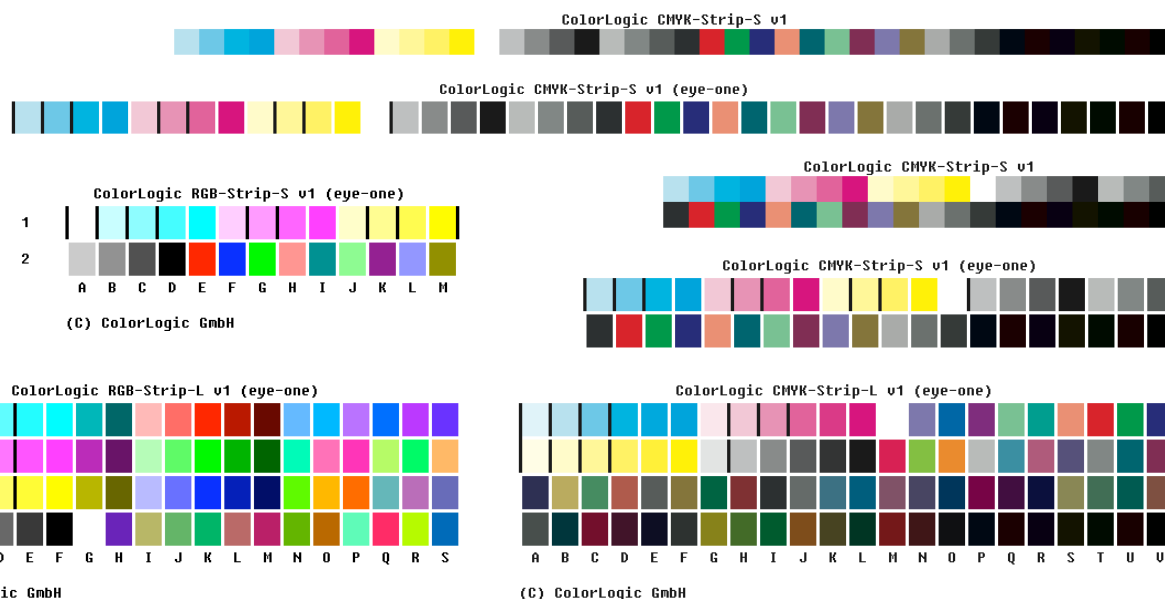 ColorLogic CMYK-Strip-S v1
ColorLogic CMYK-Strip-S v1 (eye-one)
ColorLogic CMYK-Strip-S v1
ColorLogic RGB-Strip-S v1 (eye-one)
1
2
A B C D E F G H I J K L M
(C) ColorLogic GmbH
ColorLogic CMYK-Strip-S v1 (eye-one)
ColorLogic RGB-Strip-L v1 (eye-one)
D E F G H I J K L M N O P Q R S
ic GmbH
ColorLogic CMYK-Strip-L v1 (eye-one)
A B C D E F G H I J K L M N O P Q R S T U V
(C) ColorLogic GmbH